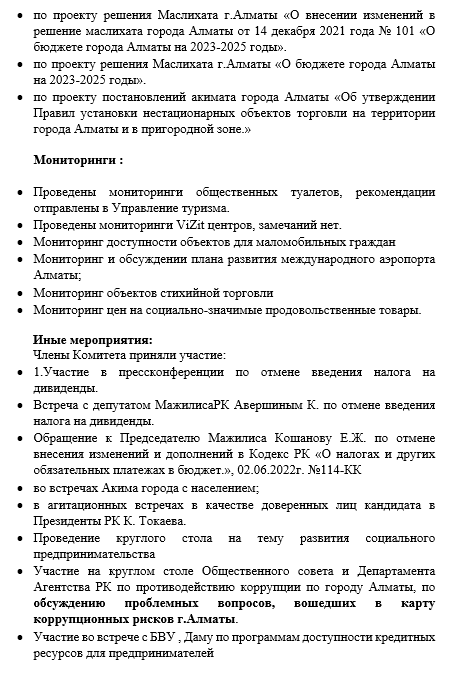 • по проекту решения Маслихата г.Алматы «О внесении изменений в
решение маслихата города Алматы от 14 декабря 2021 года № 101 «О
бюджете города Алматы на 2023-2025 годы».
• по проекту решения Маслихата г.Алматы «О бюджете города Алматы
на 2023-2025 годы».
• по проекту постановлений акимата города Алматы «Об утверждении
Правил установки нестационарных объектов торговли на территории
города Алматы и в пригородной зоне.»
Мониторинги :
• Проведены мониторинги общественных туалетов, рекомендации
отправлены в Управление туризма.
• Проведены мониторинги ViZit центров, замечаний нет.
• Мониторинг доступности объектов для маломобильных граждан
• Мониторинг и обсуждении плана развития международного аэропорта
Алматы;
• Мониторинг объектов стихийной торговли
• Мониторинг цен на социально-значимые продовольственные товары.
Иные мероприятия:
Члены Комитета приняли участие:
• 1.Участие в прессконференции по отмене введения налога на
дивиденды.
• Встреча с депутатом МажилисаРК Авершиным К. по отмене введения
налога на дивиденды.
• Обращение к Председателю Мажилиса Кошанову Е.Ж. по отмене
внесения изменений и дополнений в Кодекс РК «О налогах и других
обязательных платежах в бюджет.», 02.06.2022г. №114-КК
• во встречах Акима города с населением;
• в агитационных встречах в качестве доверенных лиц кандидата в
Президенты РК К. Токаева.
• Проведение круглого стола на тему развития социального
предпринимательства
• Участие на круглом столе Общественного совета и Департамента
Агентства РК по противодействию коррупции по городу Алматы, по
обсуждению проблемных вопросов, вошедших в карту
коррупционных рисков г.Алматы.
• Участие во встрече с БВУ , Даму по программам доступности кредитных
ресурсов для предпринимателей